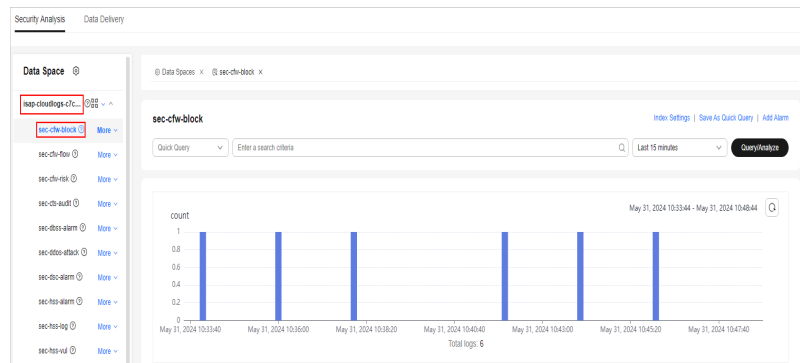 Security Analysis Data Delivery
Data Space
isap-cloudlogs-c7c...
sec-cfw-block More
sec-cfw-flow More
sec-cfw-risk More
sec-cts-audit More
sec-dbss-alarm More
sec-ddos-attack More
sec-dsc-alarm More
sec-hss-alarm More
sec-hss-log More
sec-hss-vul More
Data Spaces × sec-cfw-block ×
sec-cfw-block Index Settings | Save As Quick Query | Add Alarm
Quick Query Enter a search criteria Last 15 minutes Query/Analyze
May 31, 2024 10:33:44 - May 31, 2024 10:48:44
count
1
0.8
0.6
0.4
0.2
0
May 31, 2024 10:33:40 May 31, 2024 10:36:00 May 31, 2024 10:38:20 May 31, 2024 10:40:40 May 31, 2024 10:43:00 May 31, 2024 10:45:20 May 31, 2024 10:47:40
Total logs: 6